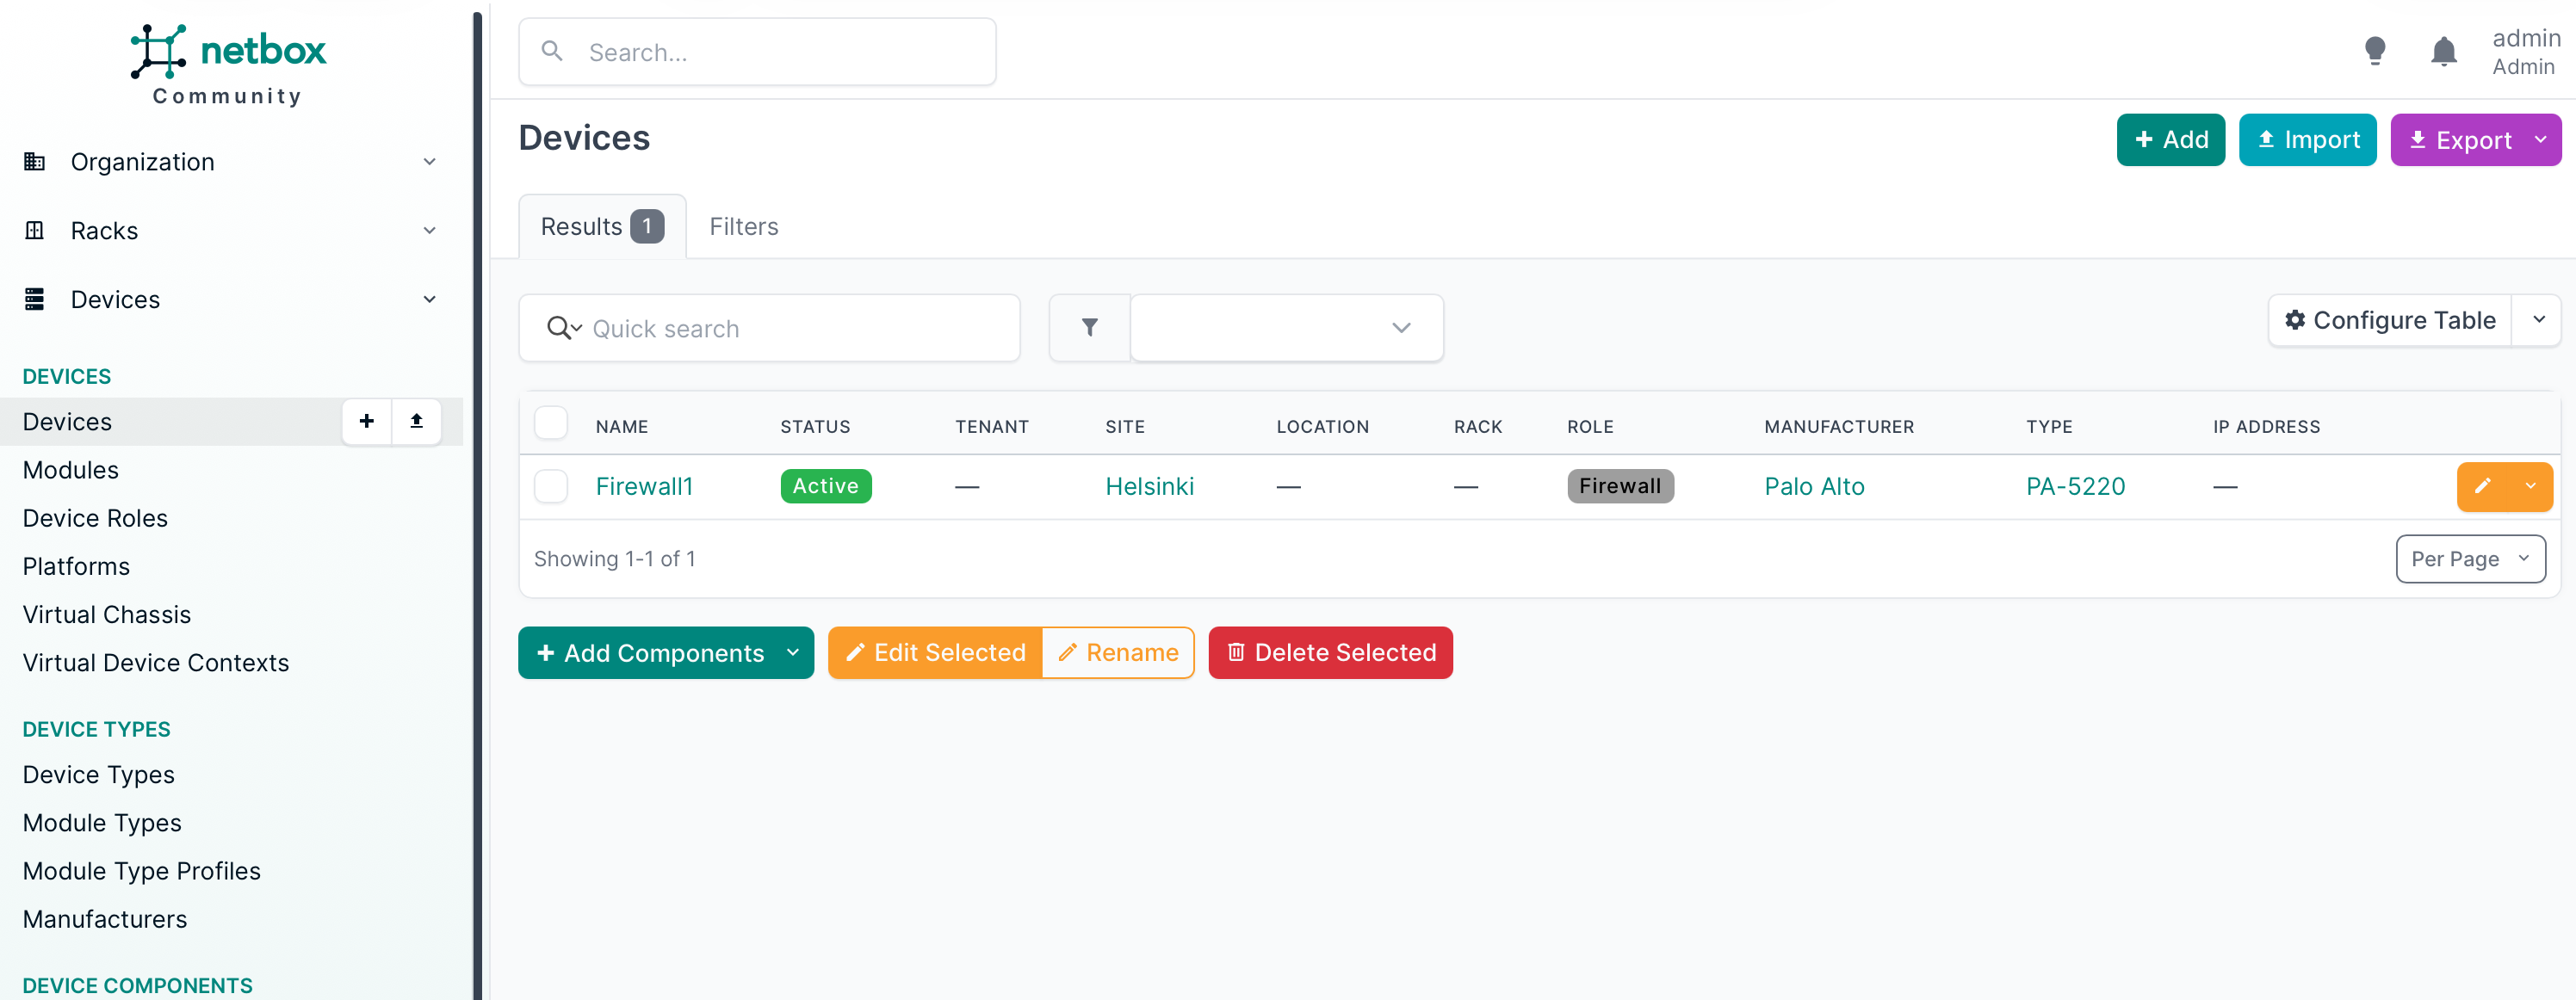 netbox
Community
Organization
Racks
Devices
DEVICES
Devices
Modules
Device Roles
Platforms
Virtual Chassis
Virtual Device Contexts
DEVICE TYPES
Device Types
Module Types
Module Type Profiles
Manufacturers
DEVICE COMPONENTS
Search...
admin
Admin
Devices
Add Import Export
Results 1 Filters
Quick search
Configure Table
NAME STATUS TENANT SITE LOCATION RACK ROLE MANUFACTURER TYPE IP ADDRESS
Firewall1 Active — Helsinki — — Firewall Palo Alto PA-5220 —
Showing 1-1 of 1
Per Page
Add Components Edit Selected Rename Delete Selected